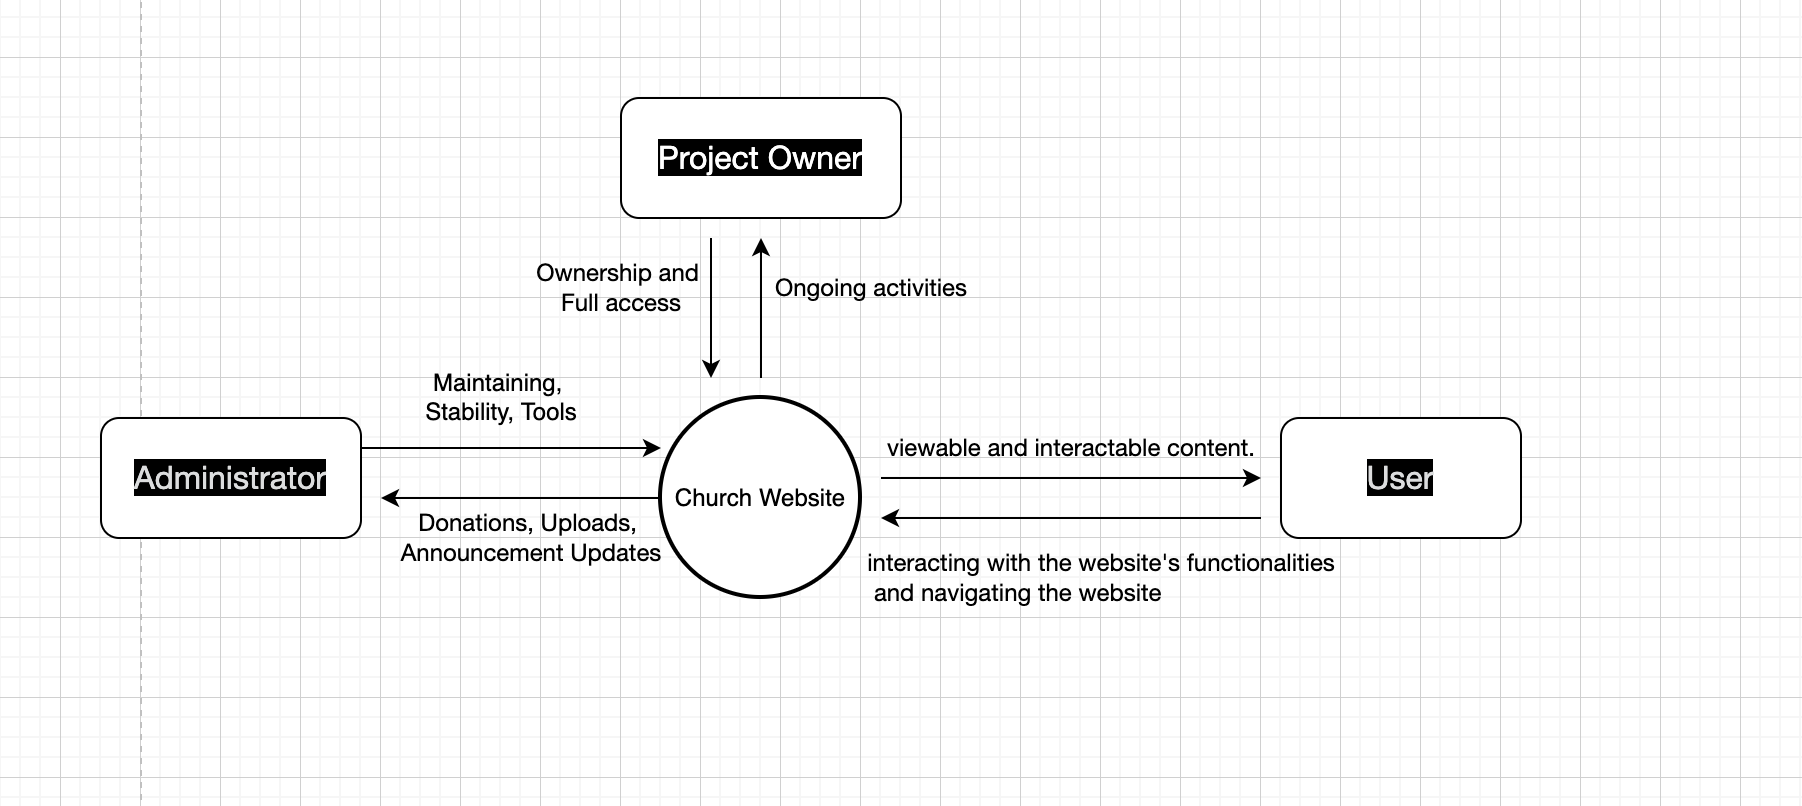 Project Owner
Ownership and
Full access
Ongoing activities
Maintaining,
Stability, Tools
Administrator
Donations, Uploads,
Announcement Updates
Church Website
viewable and interactable content.
User
interacting with the website's functionalities
and navigating the website